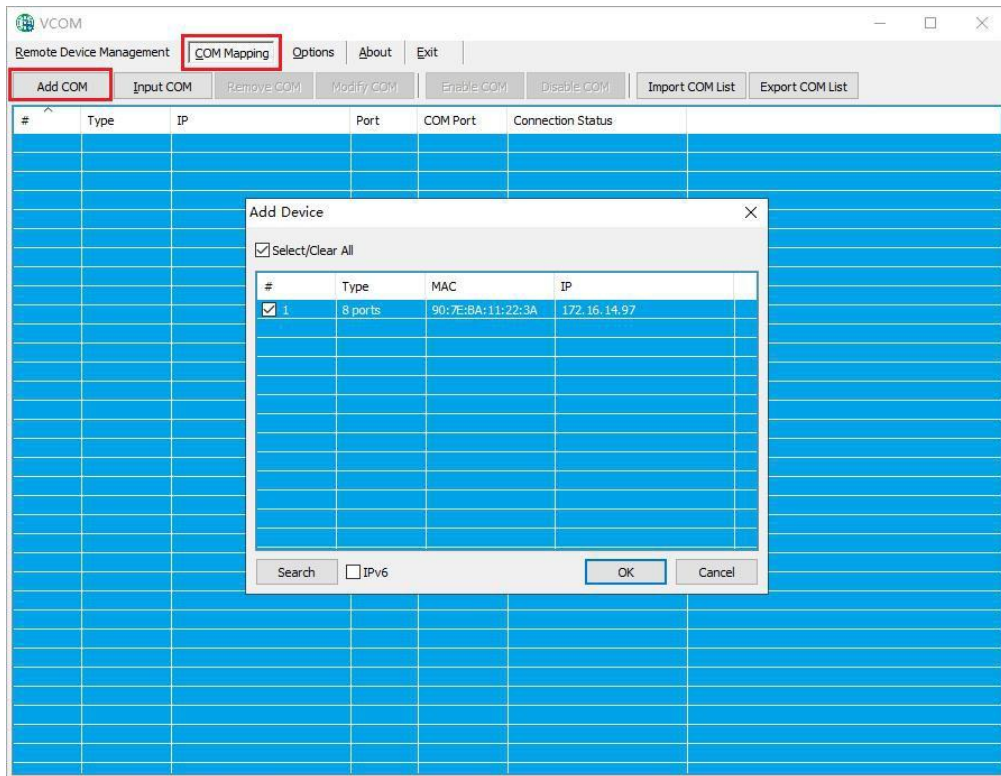 VCOM
Remote Device Management COM Mapping Options About Exit
Add COM Input COM Remove COM Modify COM Enable COM Disable COM Import COM List Export COM List
# Type IP Port COM Port Connection Status
Add Device
Select/Clear All
# Type MAC IP
1 8 ports 90:7E:BA:11:22:3A 172.16.14.97
Search IPv6 OK Cancel